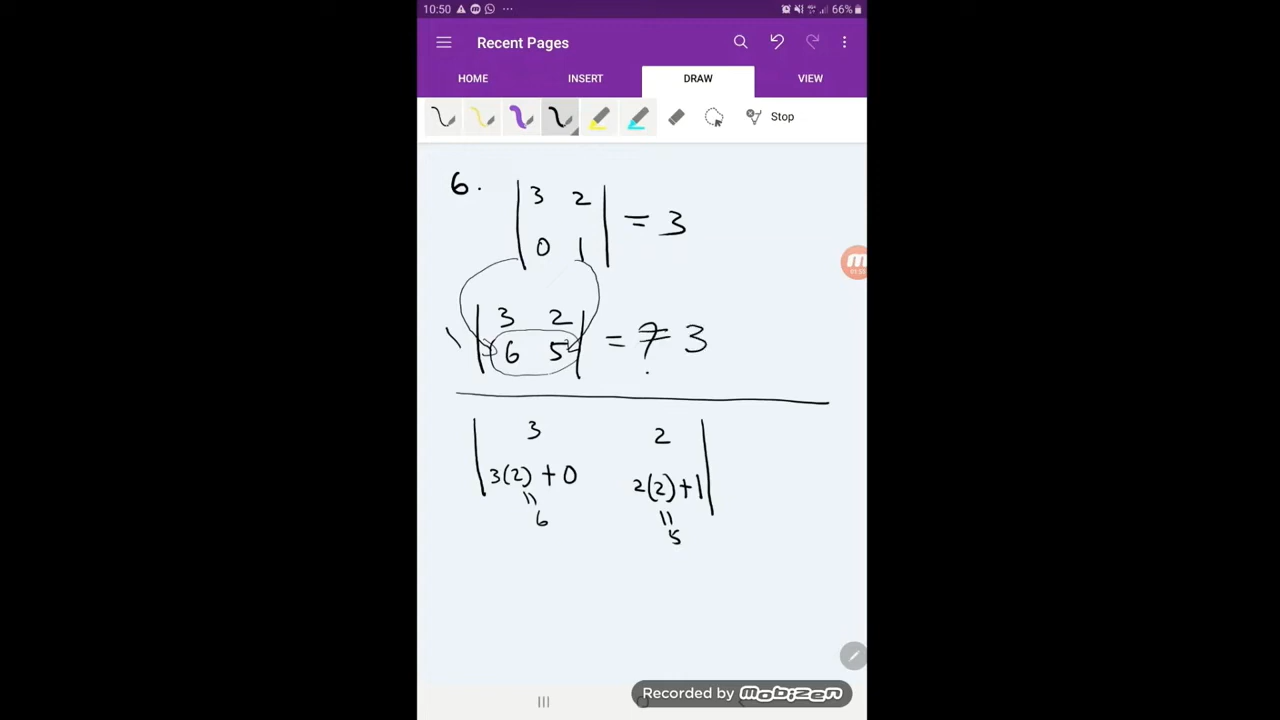 10:50 66%
Recent Pages
HOME INSERT DRAW VIEW
Stop
6.
3 2
= 3
0 1
3 2
= 7 3
6 5
3 2
3(2) + 0 2(2)+1
= =
6 5
Recorded by mobizen